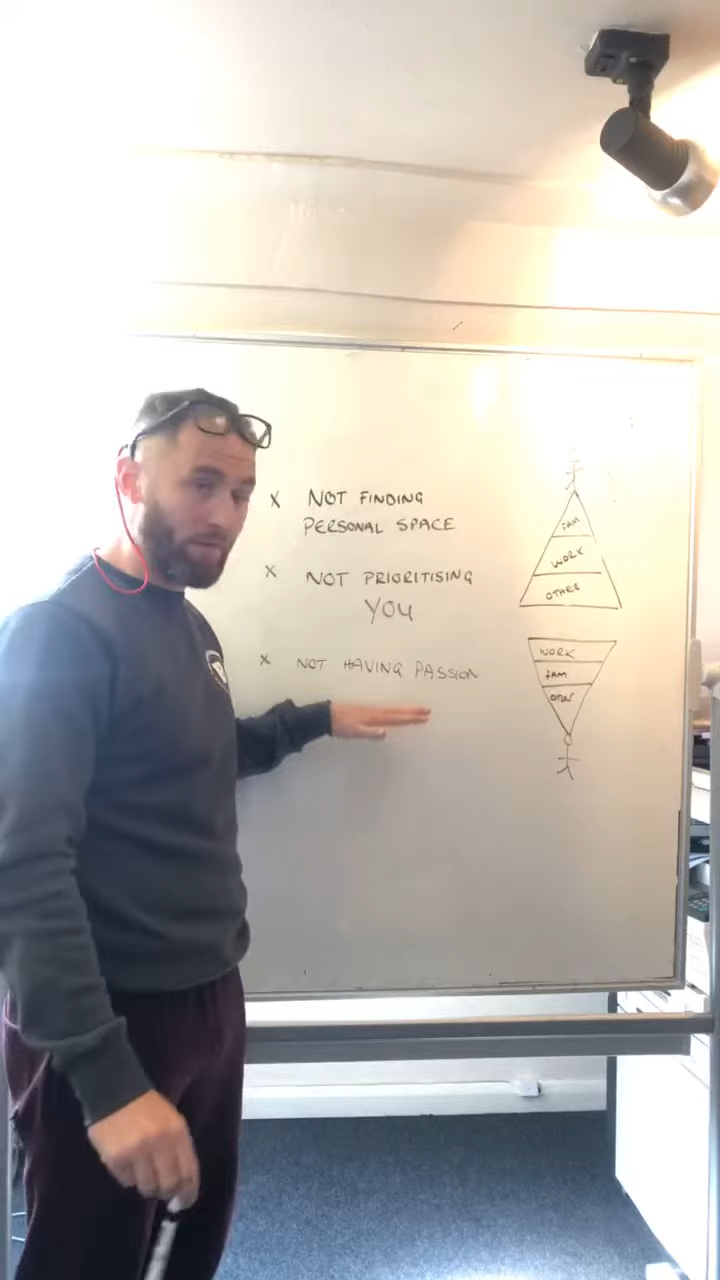 X NOT FINDING
PERSONAL SPACE
X NOT PRIORITISING
YOU
X NOT HAVING PASSION
FAM
WORK
OTHER
WORK
FAM
OTHER